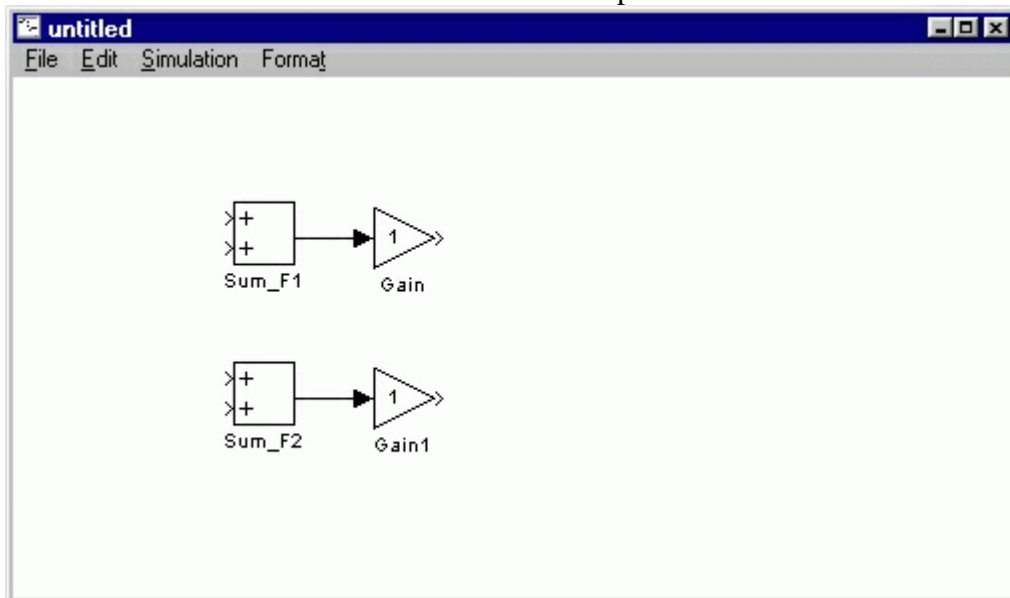 untitled
File Edit Simulation Format
+
1
+
Sum_F1
Gain
+
1
+
Sum_F2
Gain1